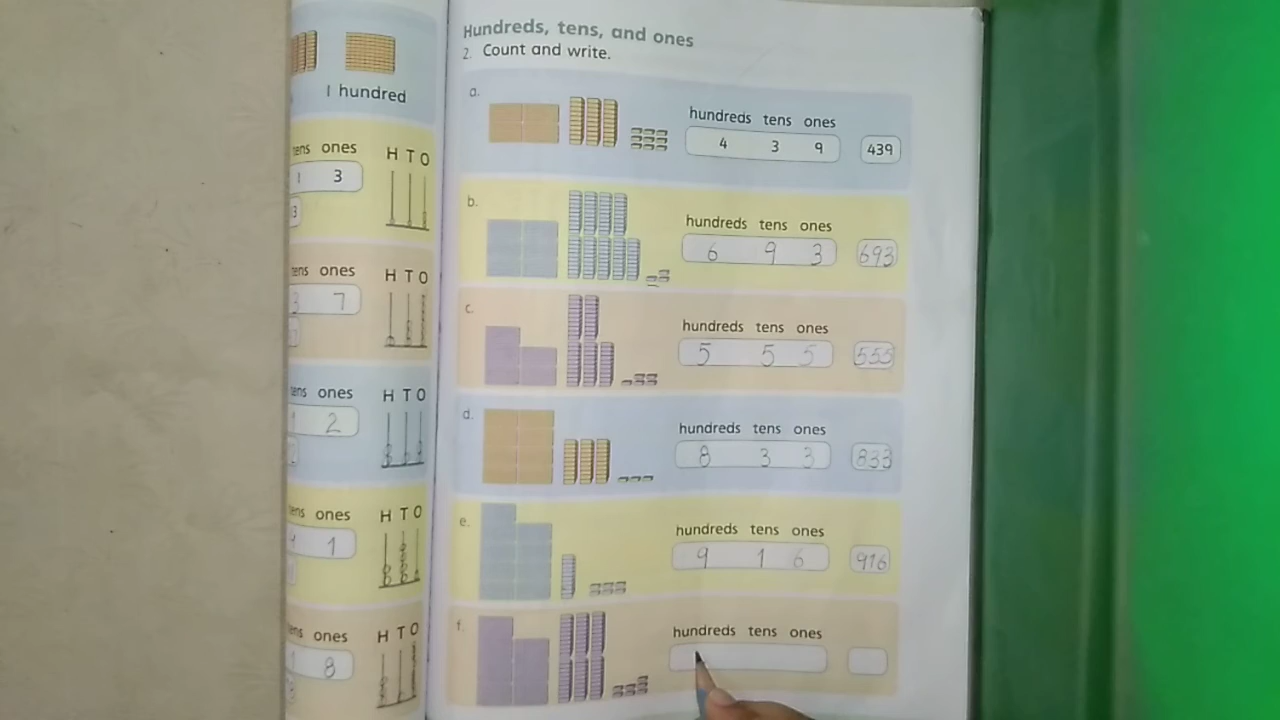 1 hundred
tens ones
1 3
H T O
3
tens ones
3 7
H T O
tens ones
1 2
H T O
tens ones
1
H T O
tens ones
1 8
H T O
Hundreds, tens, and ones
2. Count and write.
a.
hundreds tens ones
4 3 9 439
b.
hundreds tens ones
6 9 3 693
c.
hundreds tens ones
5 5 5 555
d.
hundreds tens ones
8 3 3 833
e.
hundreds tens ones
9 1 6 916
f.
hundreds tens ones